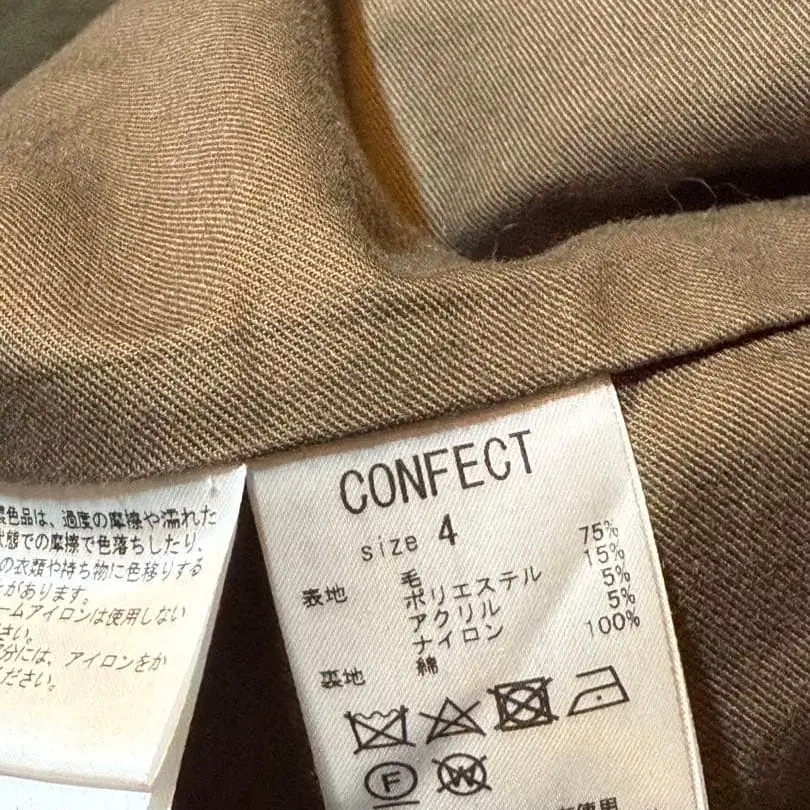 色品は、過度の摩擦や濡れた
態での摩擦で色落ちしたり、
の衣類や持ち物に色移りする
があります。
ームアイロンは使用しない
さい。
分には、アイロンをか
ださい。
CONFECT
size 4
表地 毛 75%
ポリエステル 15%
アクリル 5%
ナイロン 5%
裏地 綿 100%
F
W
使用